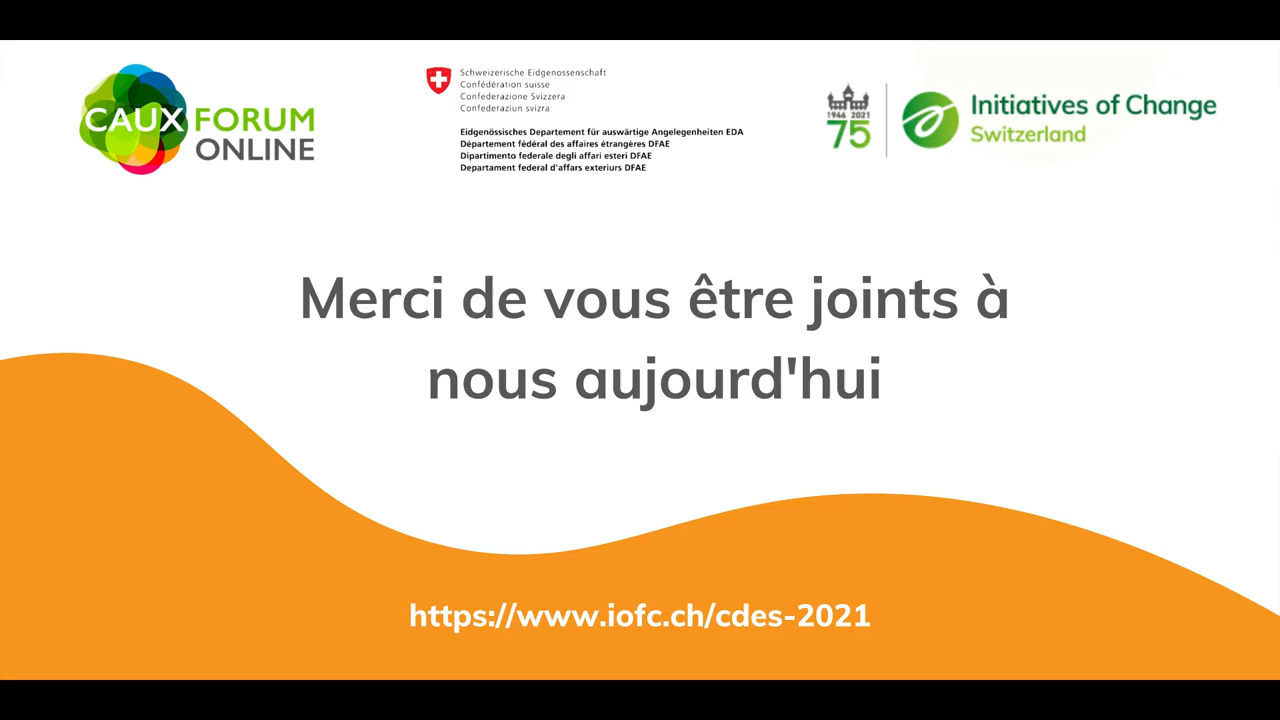 CAUX FORUM
ONLINE
Schweizerische Eidgenossenschaft
Confédération suisse
Confederazione Svizzera
Confederaziun svizra
Eidgenössisches Departement für auswärtige Angelegenheiten EDA
Département fédéral des affaires étrangères DFAE
Dipartimento federale degli affari esteri DFAE
Departament federal d'affars exteriurs DFAE
1946 2021
75
Initiatives of Change
Switzerland
Merci de vous être joints à
nous aujourd'hui
https://www.iofc.ch/cdes-2021